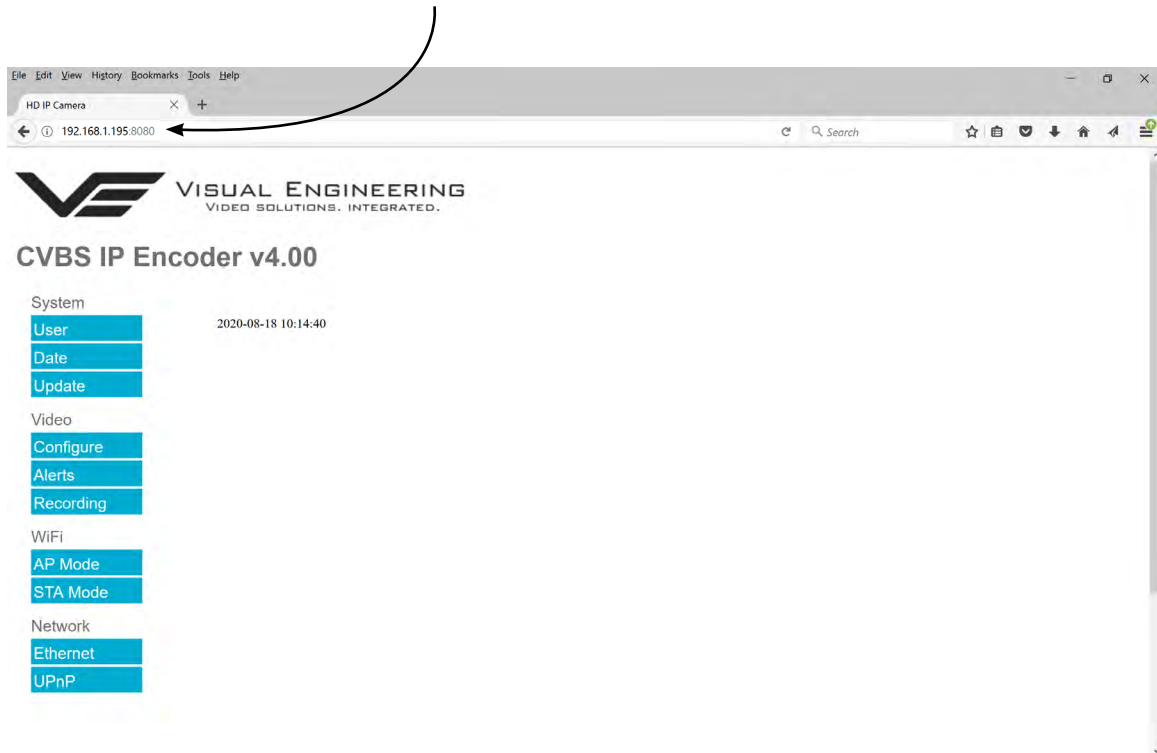 File Edit View History Bookmarks Tools Help
HD IP Camera
192.168.1.195:8080
Search
VISUAL ENGINEERING
VIDEO SOLUTIONS. INTEGRATED.
CVBS IP Encoder v4.00
System
User
2020-08-18 10:14:40
Date
Update
Video
Configure
Alerts
Recording
WiFi
AP Mode
STA Mode
Network
Ethernet
UPnP